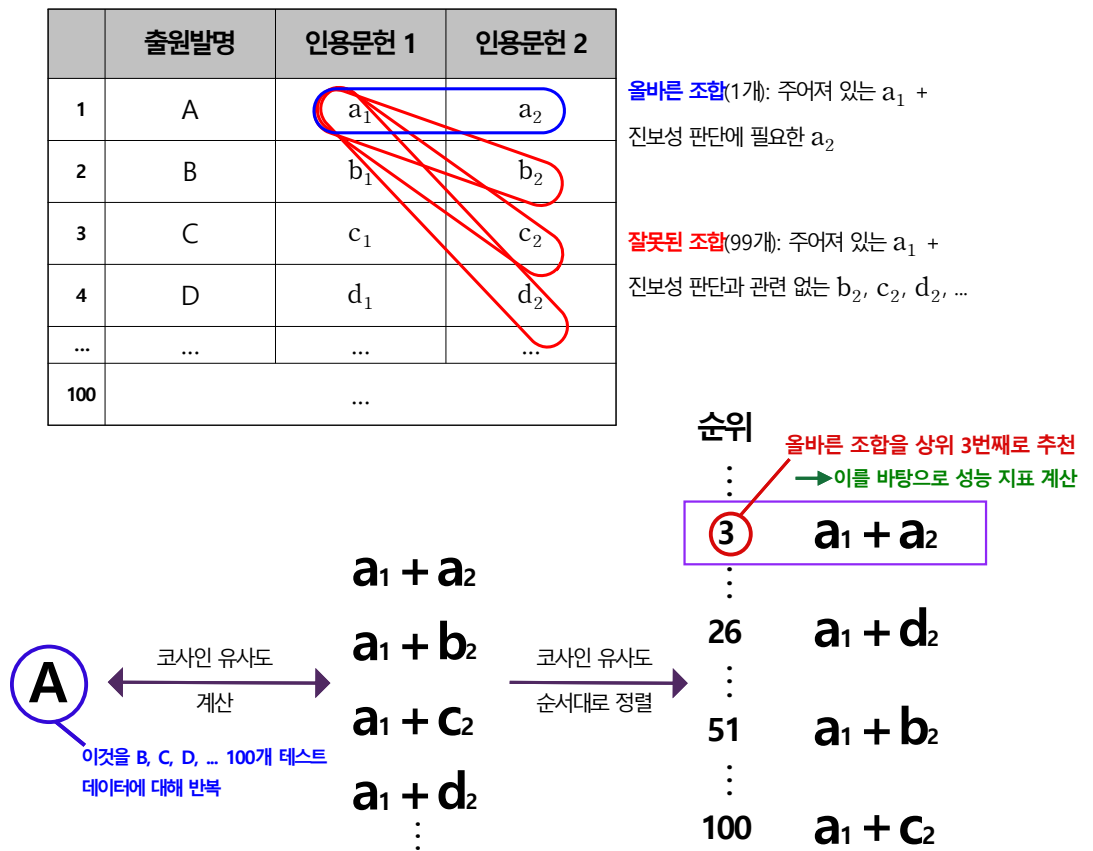 출원발명 인용문헌 1 인용문헌 2
1 A a₁ a₂
2 B b₁ b₂
3 C c₁ c₂
4 D d₁ d₂
... ... ... ...
100 ...
올바른 조합(1개): 주어져 있는 a₁ +
진보성 판단에 필요한 a₂
잘못된 조합(99개): 주어져 있는 a₁ +
진보성 판단과 관련 없는 b₂, c₂, d₂, ...
순위
올바른 조합을 상위 3번째로 추천
이를 바탕으로 성능 지표 계산
⋮
3 a₁ + a₂
⋮
26 a₁ + d₂
⋮
51 a₁ + b₂
⋮
100 a₁ + c₂
A
코사인 유사도
계산
이것을 B, C, D, ... 100개 테스트
데이터에 대해 반복
a₁ + a₂
a₁ + b₂
a₁ + c₂
a₁ + d₂
⋮
코사인 유사도
순서대로 정렬